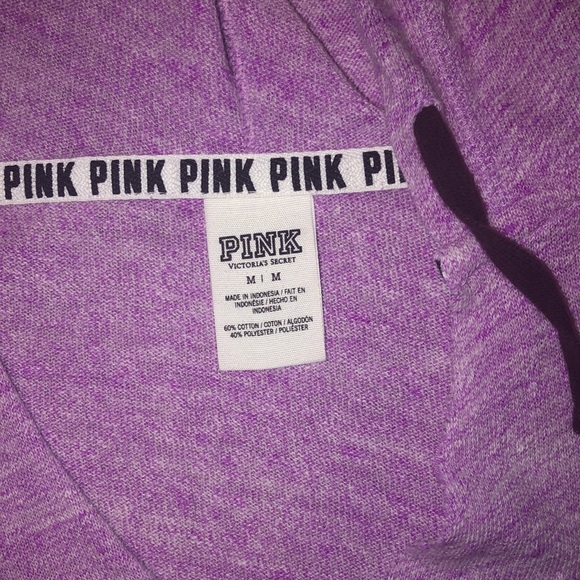 PINK PINK PINK PINK PI
PINK
VICTORIA'S SECRET
M | M
MADE IN INDONESIA / FAIT EN
INDONÉSIE / HECHO EN
INDONESIA
60% COTTON / COTON / ALGODÓN
40% POLYESTER / POLIÉSTER